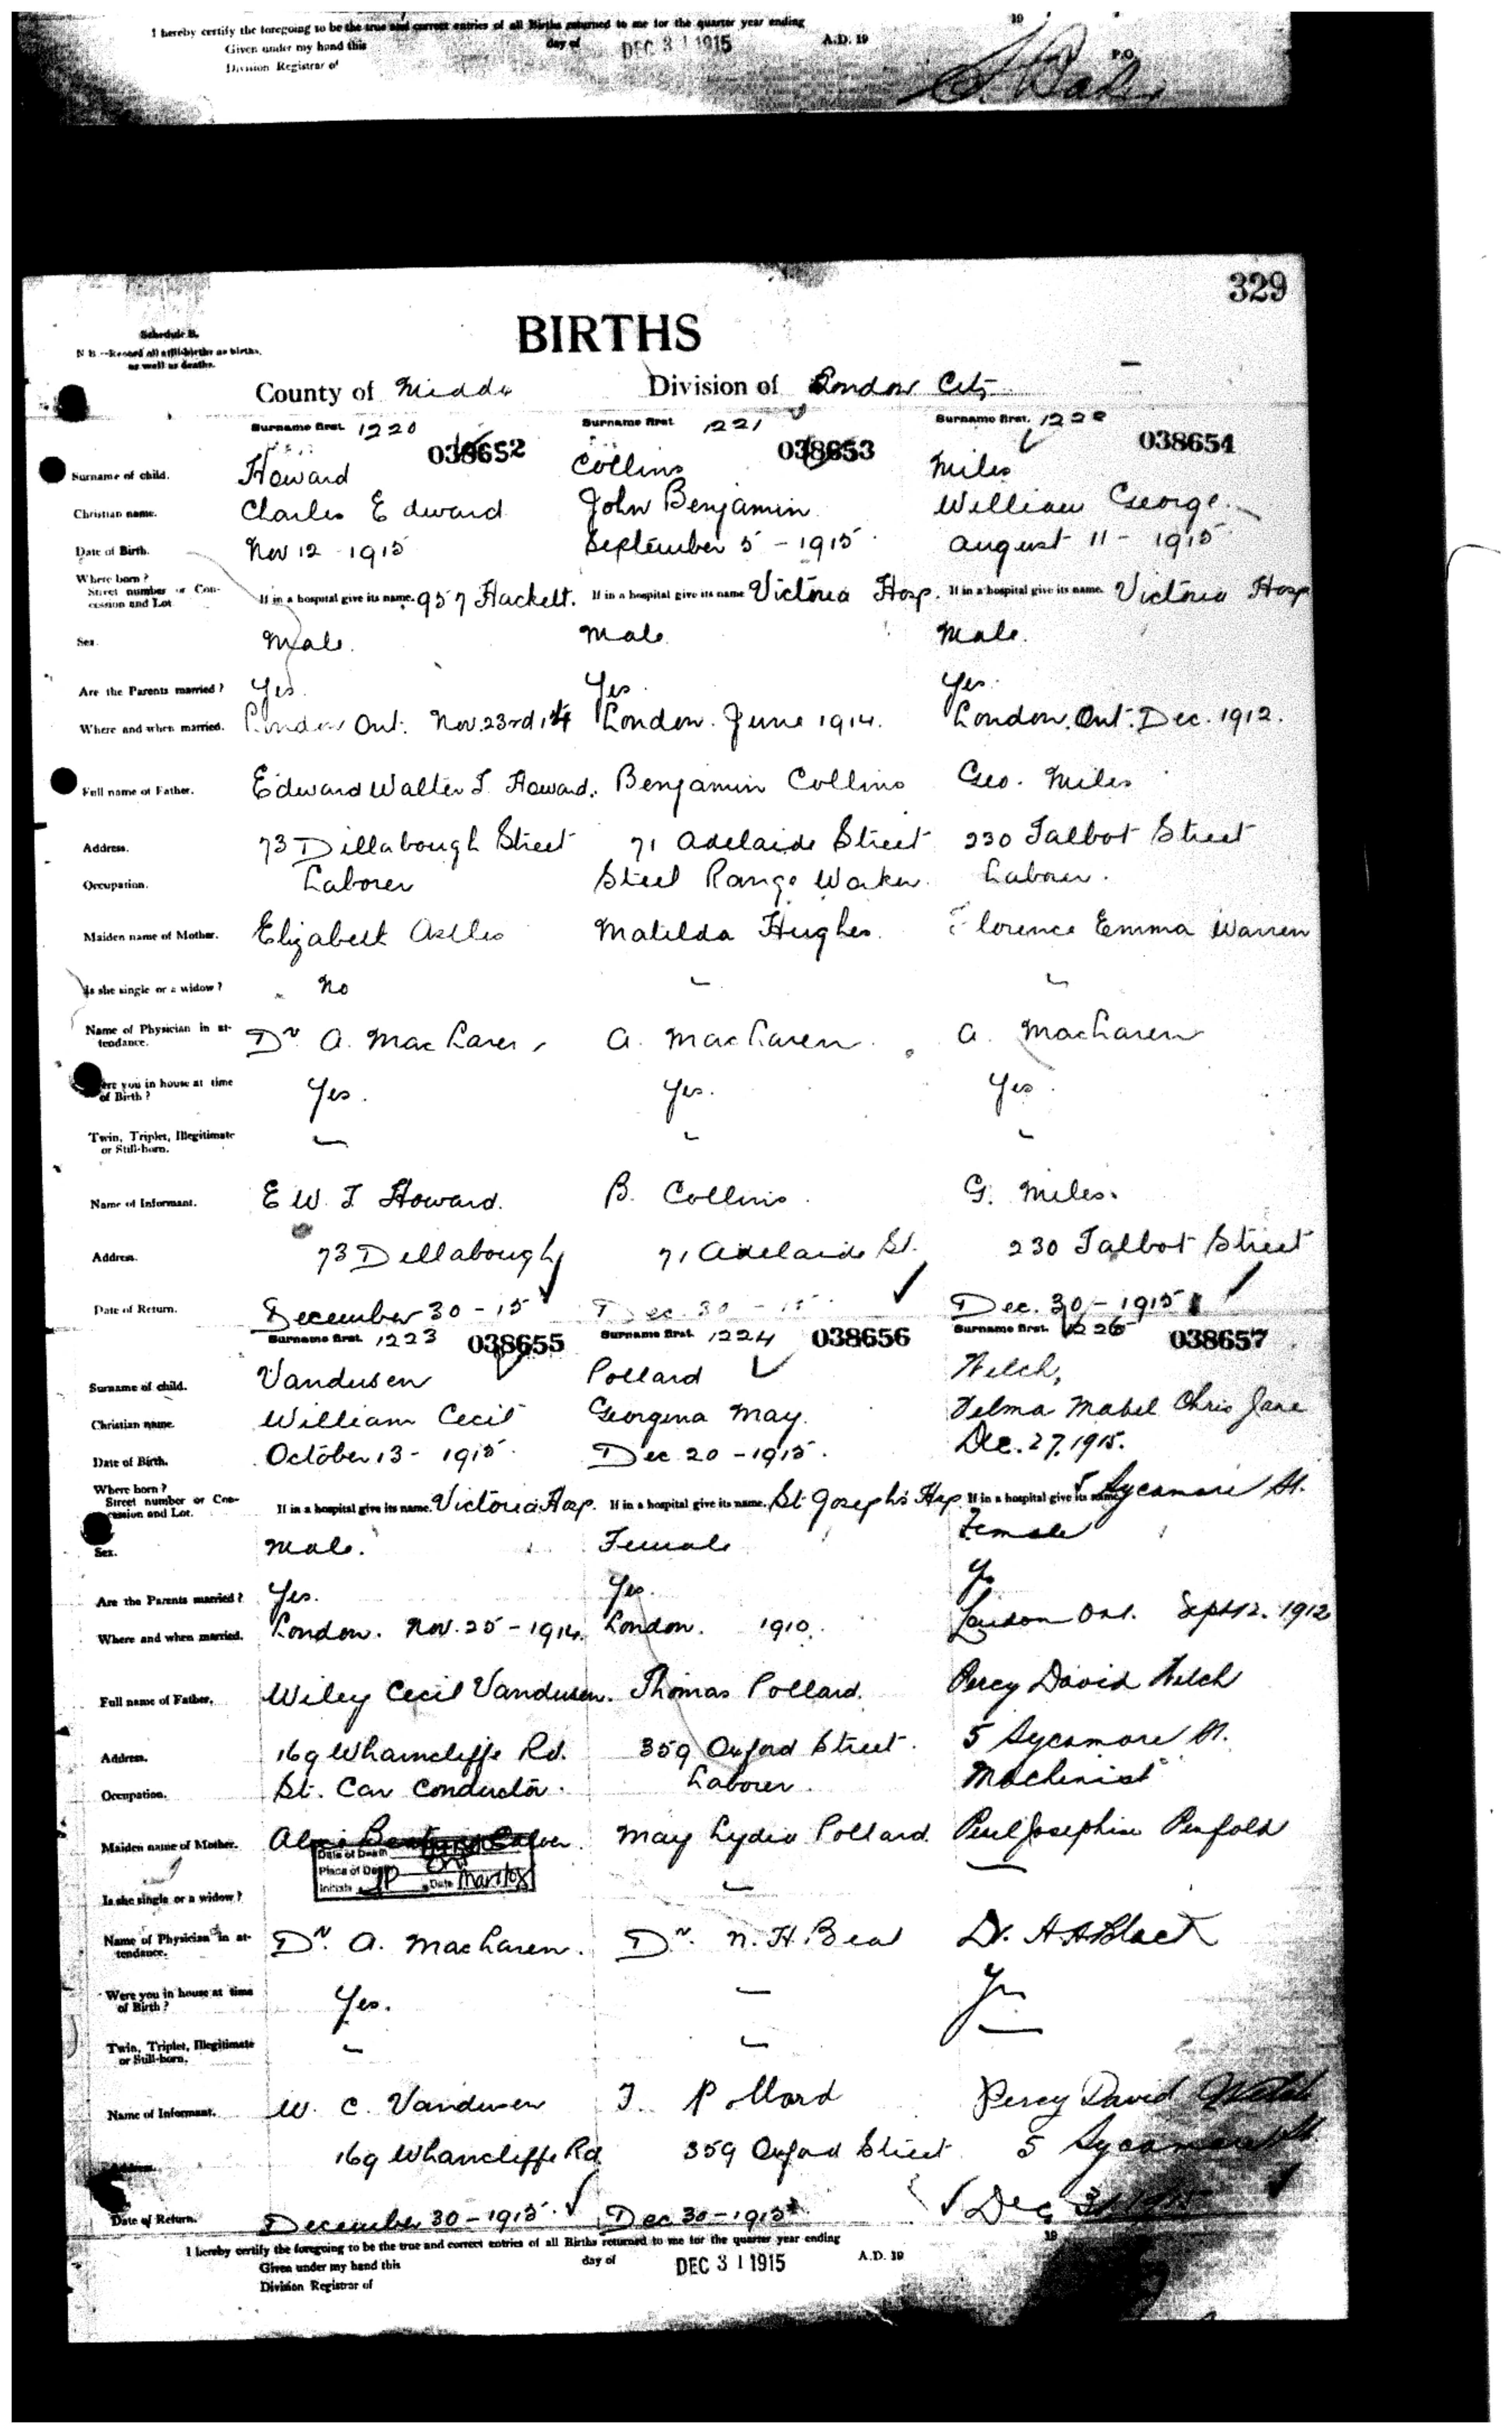 I hereby certify the foregoing to be the true and correct entries of all Births returned to me for the quarter year ending 19
Given under my hand this day of DEC 31 1915 A.D. 19 P.O.
Division Registrar of
329
Schedule B.
N B --Record all still-births as births, as well as deaths.
BIRTHS
County of Middx Division of London City
Surname first. 1220 038652 Surname first 1221 038653 Surname first. 1222 038654
Surname of child. Howard Collins Miles
Christian name. Charles Edward John Benjamin William George.
Date of Birth. Nov 12 - 1915 September 5 - 1915 August 11 - 1915
Where born?
Street number or Concession and Lot If in a hospital give its name. 957 Hackett. If in a hospital give its name Victoria Hosp. If in a hospital give its name. Victoria Hosp
Sex. Male. Male Male.
Are the Parents married? Yes. Yes. Yes.
Where and when married. London Ont. Nov. 23rd 14 London. June 1914. London. Ont. Dec. 1912.
Full name of Father. Edward Walter J. Howard. Benjamin Collins Geo. Miles
Address. 73 Dillabough Street 71 Adelaide Street 230 Talbot Street
Occupation. Laborer Steel Range Worker. Laborer.
Maiden name of Mother. Elizabeth Matilda Hughes. Florence Emma Warren
Is she single or a widow? No
Name of Physician in attendance. Dr A. MacLaren A. MacLaren A. MacLaren
Were you in house at time of Birth? Yes. Yes. Yes.
Twin, Triplet, Illegitimate or Still-born. - - -
Name of Informant. E W. J Howard. B. Collins. G. Miles.
Address. 73 Dillabough 71 Adelaide St. 230 Talbot Street
Date of Return. December 30 - 15 Dec. 30 - 15 Dec. 30 - 1915
Surname first. 1223 038655 Surname first. 1224 038656 Surname first. 1225 038657
Surname of child. Vandusen Pollard Welch,
Christian name. William Cecil Georgina May. Velma Mabel Chris Jane
Date of Birth. October 13 - 1915. Dec 20 - 1915. Dec. 27, 1915.
Where born?
Street number or Concession and Lot. If in a hospital give its name. Victoria Hosp. If in a hospital give its name. St Joseph's Hosp If in a hospital give its name 5 Sycamore St.
Sex. Male. Female Female
Are the Parents married? Yes. Yes. Yes
Where and when married. London. Nov. 25 - 1914. London. 1910. London Ont. Sept 12. 1912
Full name of Father. Wiley Cecil Vandusen. Thomas Pollard. Percy David Welch
Address. 169 Wharncliffe Rd. 359 Oxford Street. 5 Sycamore St.
Occupation. St. Car Conductor. Laborer. Machinist
Maiden name of Mother. May Lydia Pollard. Pearl Josephine Penfold
Date of Death
Place of Death
Initials JP Date
Is she single or a widow?
Name of Physician in attendance. Dr. A. MacLaren. Dr. N. H. Beal Dr. H A Black
Were you in house at time of Birth? Yes. - Yes
Twin, Triplet, Illegitimate or Still-born. - - -
Name of Informant. W. C. Vandusen T. Pollard Percy David Welch
Address. 169 Wharncliffe Rd. 359 Oxford Street 5 Sycamore St.
Date of Return. December 30 - 1915. Dec 30 - 1915 Dec 31 1915
I hereby certify the foregoing to be the true and correct entries of all Births returned to me for the quarter year ending 19
Given under my hand this day of DEC 31 1915 A.D. 19
Division Registrar of